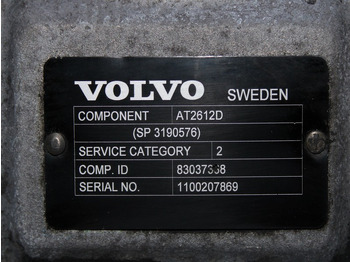 VOLVO SWEDEN
COMPONENT AT2612D
(SP 3190576)
SERVICE CATEGORY 2
COMP. ID
SERIAL NO. 1100207869